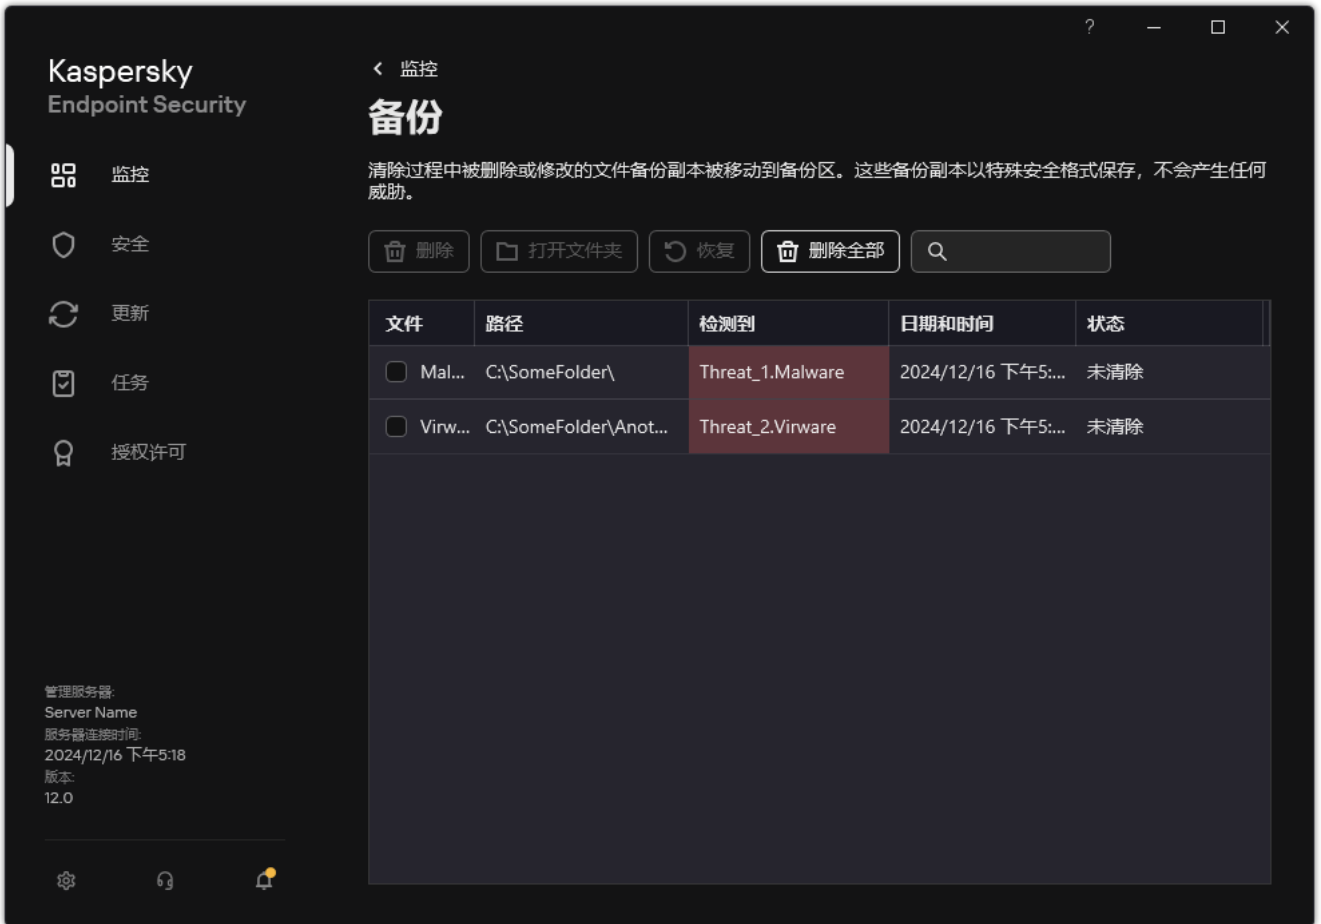 ?
Kaspersky
Endpoint Security
监控
安全
更新
任务
授权许可
管理服务器:
Server Name
服务器连接时间:
2024/12/16 下午5:18
版本:
12.0
监控
备份
清除过程中被删除或修改的文件备份副本被移动到备份区。这些备份副本以特殊安全格式保存，不会产生任何
威胁。
删除 打开文件夹 恢复 删除全部
文件 路径 检测到 日期和时间 状态
Mal... C:\SomeFolder\ Threat_1.Malware 2024/12/16 下午5:... 未清除
Virw... C:\SomeFolder\Anot... Threat_2.Virware 2024/12/16 下午5:... 未清除